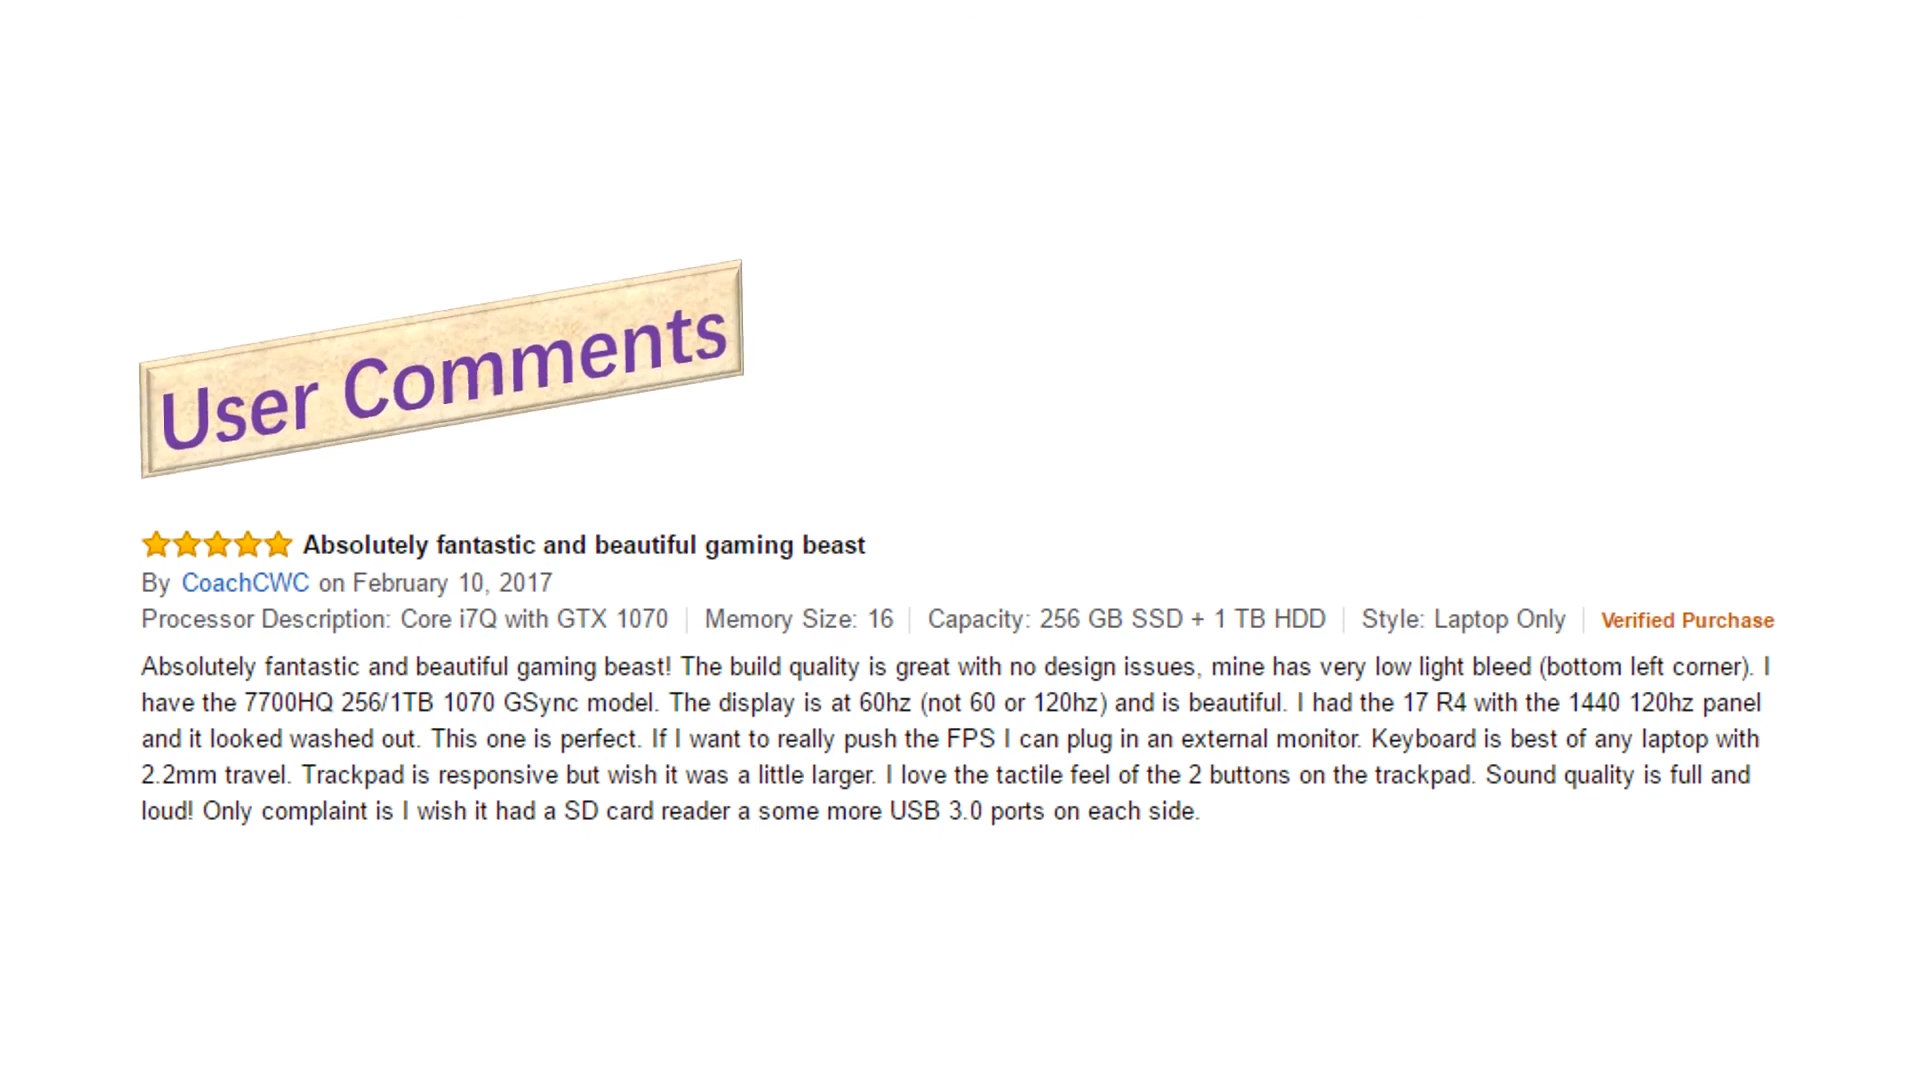 User Comments
Absolutely fantastic and beautiful gaming beast
By CoachCWC on February 10, 2017
Processor Description: Core i7Q with GTX 1070 | Memory Size: 16 | Capacity: 256 GB SSD + 1 TB HDD | Style: Laptop Only | Verified Purchase
Absolutely fantastic and beautiful gaming beast! The build quality is great with no design issues, mine has very low light bleed (bottom left corner). I
have the 7700HQ 256/1TB 1070 GSync model. The display is at 60hz (not 60 or 120hz) and is beautiful. I had the 17 R4 with the 1440 120hz panel
and it looked washed out. This one is perfect. If I want to really push the FPS I can plug in an external monitor. Keyboard is best of any laptop with
2.2mm travel. Trackpad is responsive but wish it was a little larger. I love the tactile feel of the 2 buttons on the trackpad. Sound quality is full and
loud! Only complaint is I wish it had a SD card reader a some more USB 3.0 ports on each side.